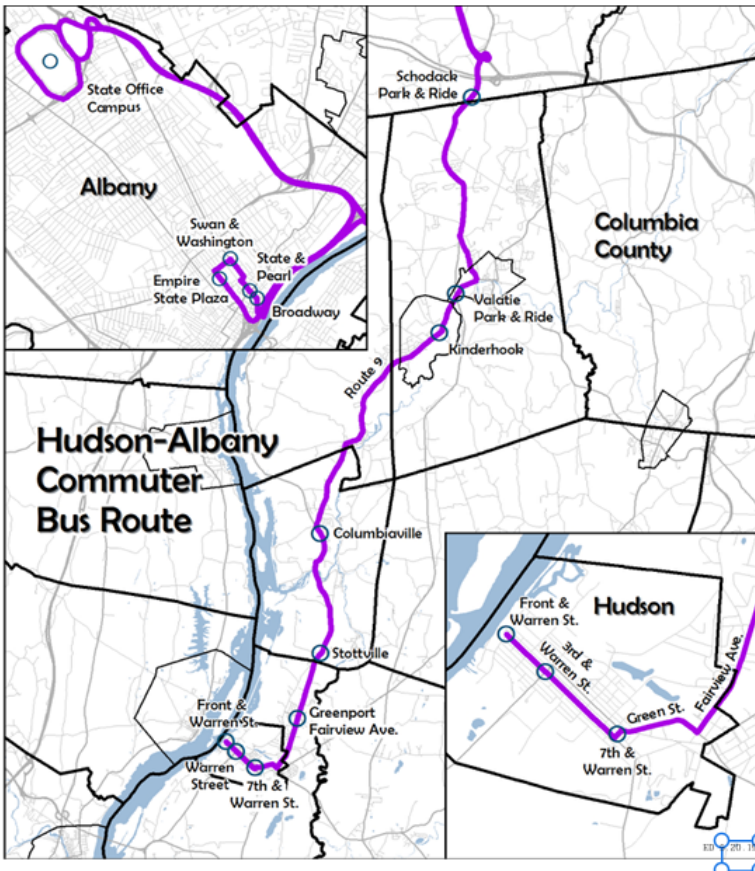 State Office
Campus
Albany
Swan &
Washington
State &
Pearl
Empire
State Plaza
Broadway
Schodack
Park & Ride
Columbia
County
Valatie
Park & Ride
Kinderhook
Route 9
Hudson-Albany
Commuter
Bus Route
Columbiaville
Stottville
Greenport
Fairview Ave.
Front &
Warren St.
Warren
Street
7th &
Warren St.
Hudson
Front &
Warren St.
3rd &
Warren St.
Green St.
Fairview Ave.
7th &
Warren St.